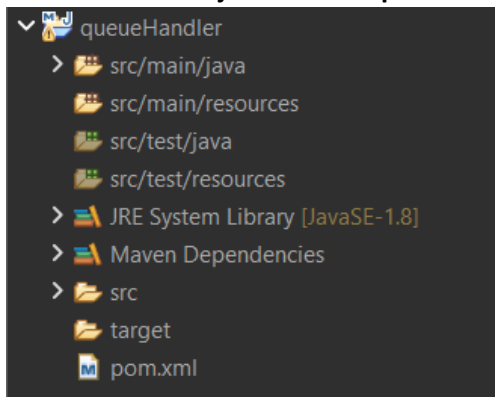 queueHandler
src/main/java
src/main/resources
src/test/java
src/test/resources
JRE System Library [JavaSE-1.8]
Maven Dependencies
src
target
pom.xml